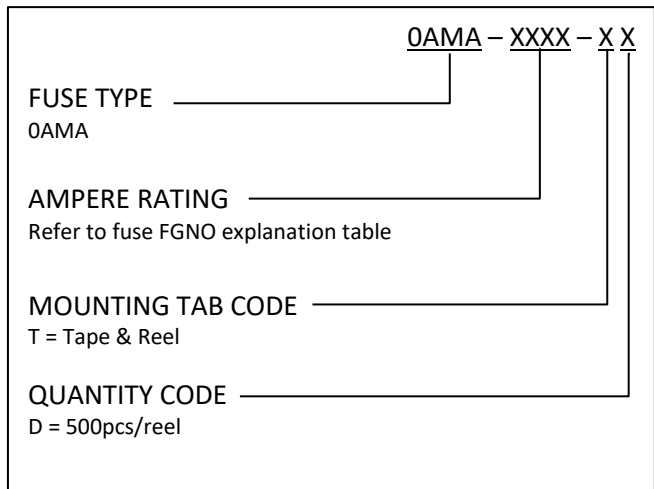 0AMA – XXXX – X X
FUSE TYPE
0AMA
AMPERE RATING
Refer to fuse FGNO explanation table
MOUNTING TAB CODE
T = Tape & Reel
QUANTITY CODE
D = 500pcs/reel